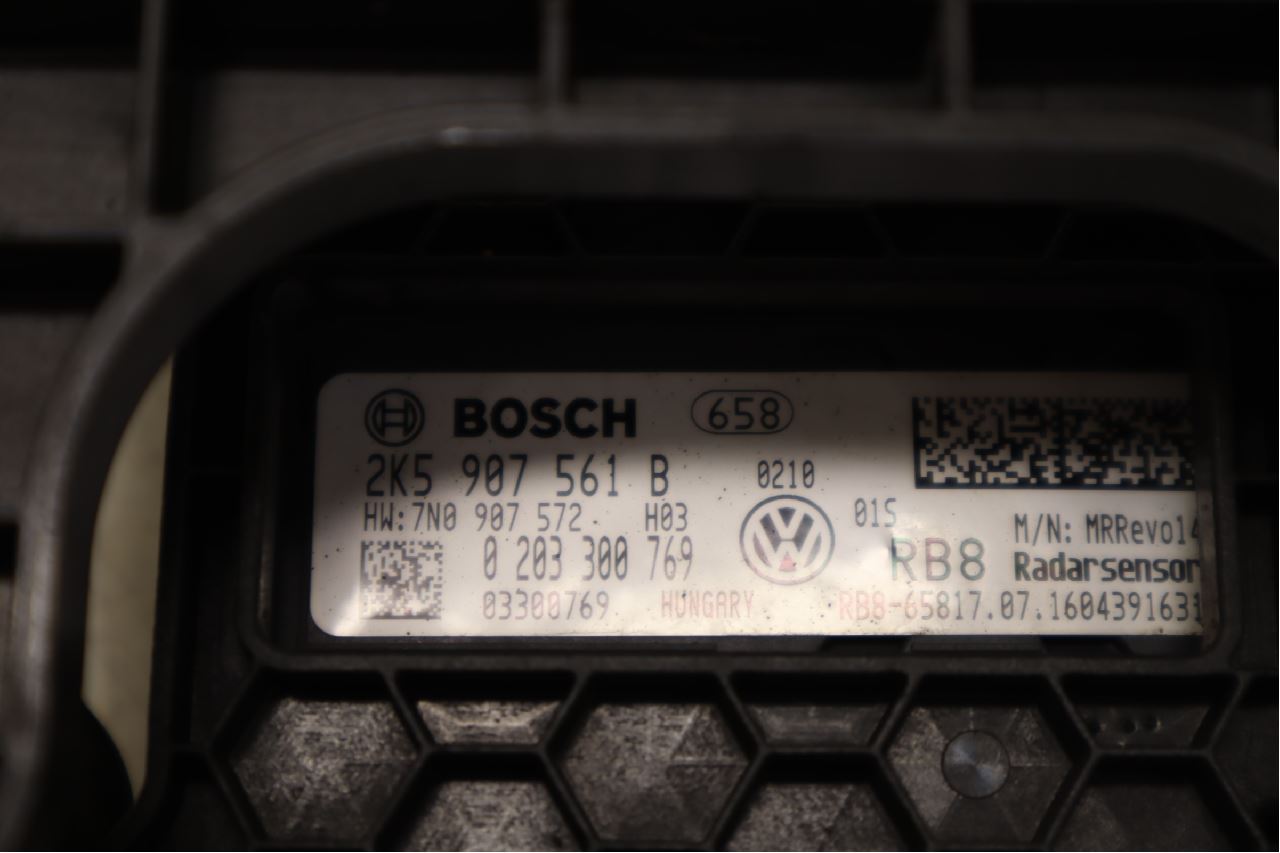 BOSCH 658
2K5 907 561 B 0210
HW:7N0 907 572 H03 01S
0 203 300 769 RB8 M/N: MRRevo14
Radarsensor
03300769 HUNGARY RB8-65817.07.1604391631